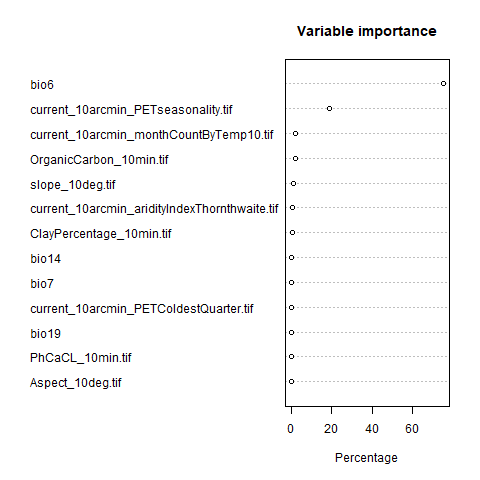 Variable importance
bio6
current_10arcmin_PETseasonality.tif
current_10arcmin_monthCountByTemp10.tif
OrganicCarbon_10min.tif
slope_10deg.tif
current_10arcmin_aridityIndexThornthwaite.tif
ClayPercentage_10min.tif
bio14
bio7
current_10arcmin_PETColdestQuarter.tif
bio19
PhCaCL_10min.tif
Aspect_10deg.tif
0 20 40 60
Percentage